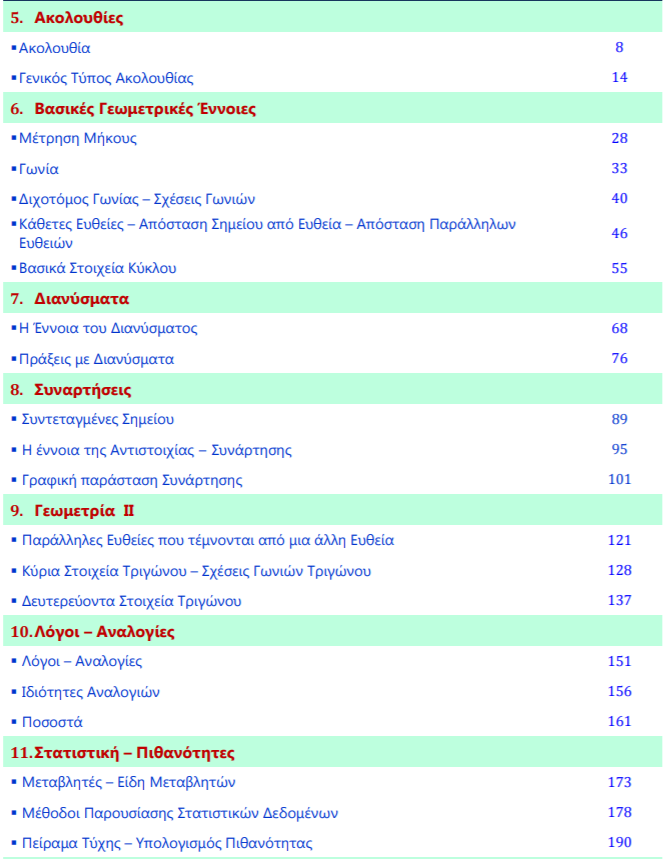 5. Ακολουθίες
▪ Ακολουθία 8
▪ Γενικός Τύπος Ακολουθίας 14
6. Βασικές Γεωμετρικές Έννοιες
▪ Μέτρηση Μήκους 28
▪ Γωνία 33
▪ Διχοτόμος Γωνίας – Σχέσεις Γωνιών 40
▪ Κάθετες Ευθείες – Απόσταση Σημείου από Ευθεία – Απόσταση Παράλληλων
Ευθειών 46
▪ Βασικά Στοιχεία Κύκλου 55
7. Διανύσματα
▪ Η Έννοια του Διανύσματος 68
▪ Πράξεις με Διανύσματα 76
8. Συναρτήσεις
▪ Συντεταγμένες Σημείου 89
▪ Η έννοια της Αντιστοιχίας – Συνάρτησης 95
▪ Γραφική παράσταση Συνάρτησης 101
9. Γεωμετρία ΙΙ
▪ Παράλληλες Ευθείες που τέμνονται από μια άλλη Ευθεία 121
▪ Κύρια Στοιχεία Τριγώνου – Σχέσεις Γωνιών Τριγώνου 128
▪ Δευτερεύοντα Στοιχεία Τριγώνου 137
10. Λόγοι – Αναλογίες
▪ Λόγοι – Αναλογίες 151
▪ Ιδιότητες Αναλογιών 156
▪ Ποσοστά 161
11. Στατιστική – Πιθανότητες
▪ Μεταβλητές – Είδη Μεταβλητών 173
▪ Μέθοδοι Παρουσίασης Στατιστικών Δεδομένων 178
▪ Πείραμα Τύχης – Υπολογισμός Πιθανότητας 190